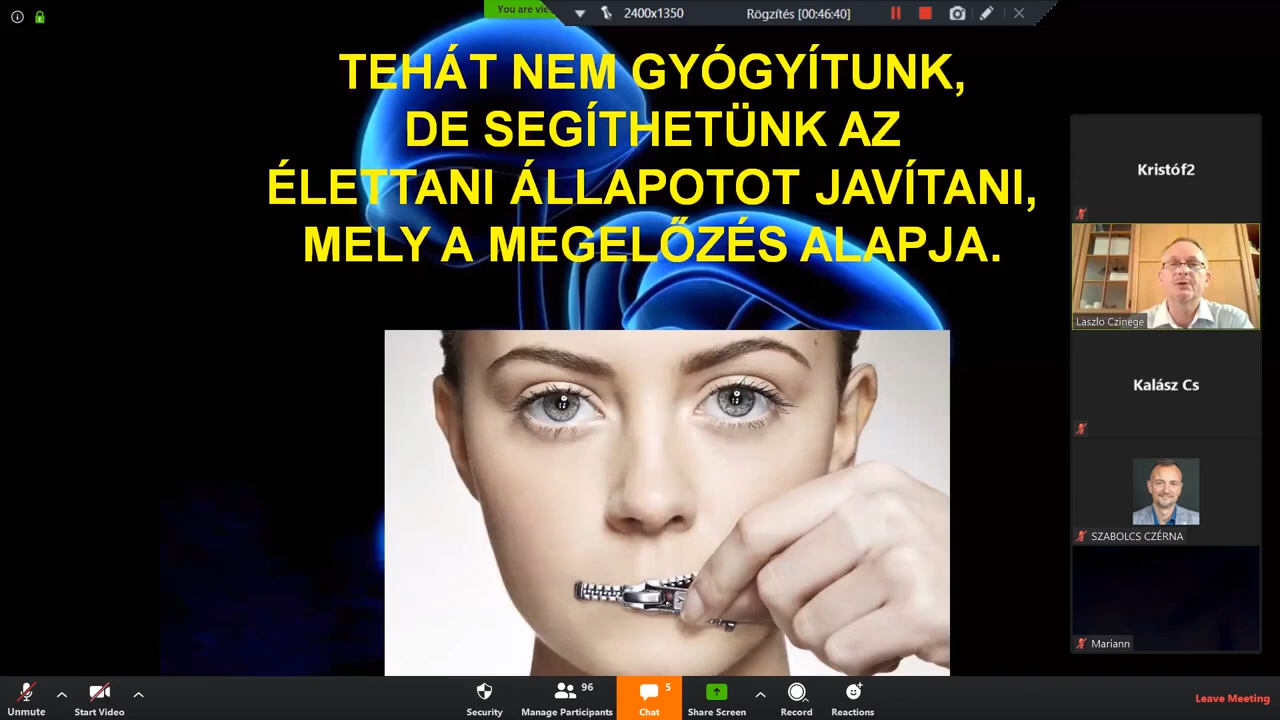 You are vie
2400x1350
Rögzítés [00:46:40]
TEHÁT NEM GYÓGYÍTUNK,
DE SEGÍTHETÜNK AZ
ÉLETTANI ÁLLAPOTOT JAVÍTANI,
MELY A MEGELŐZÉS ALAPJA.
Kristóf2
Laszlo Czinege
Kalász Cs
SZABOLCS CZÉRNA
Mariann
Unmute
Start Video
Security
96
Manage Participants
5
Chat
Share Screen
Record
Reactions
Leave Meeting